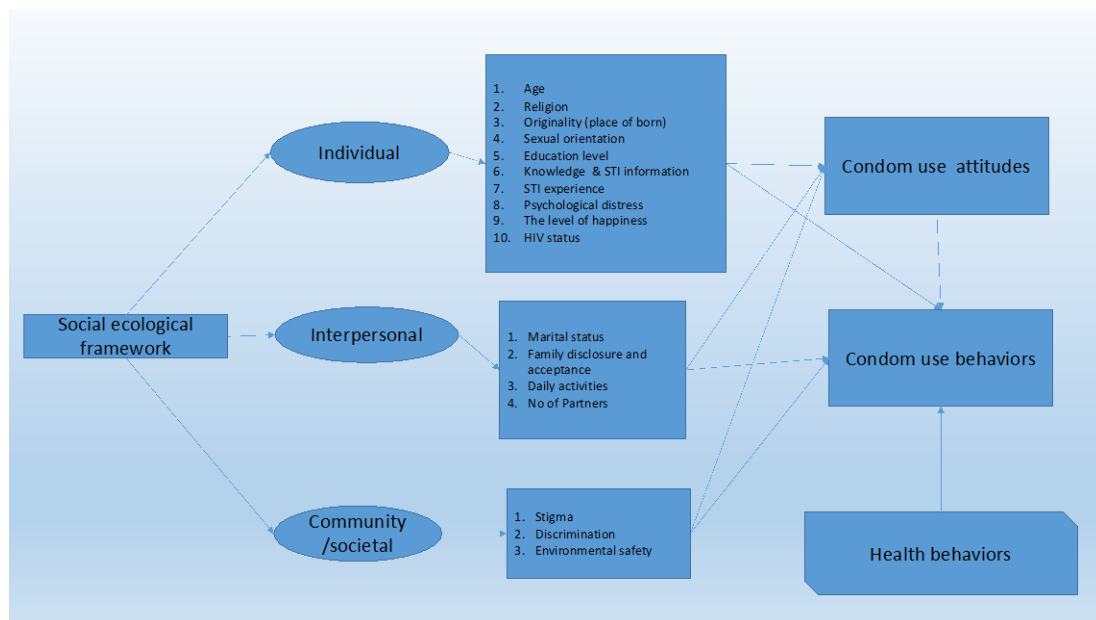 Social ecological
framework
Individual
1. Age
2. Religion
3. Originality (place of born)
4. Sexual orientation
5. Education level
6. Knowledge & STI information
7. STI experience
8. Psychological distress
9. The level of happiness
10. HIV status
Interpersonal
1. Marital status
2. Family disclosure and
acceptance
3. Daily activities
4. No of Partners
Community
/societal
1. Stigma
2. Discrimination
3. Environmental safety
Condom use attitudes
Condom use behaviors
Health behaviors